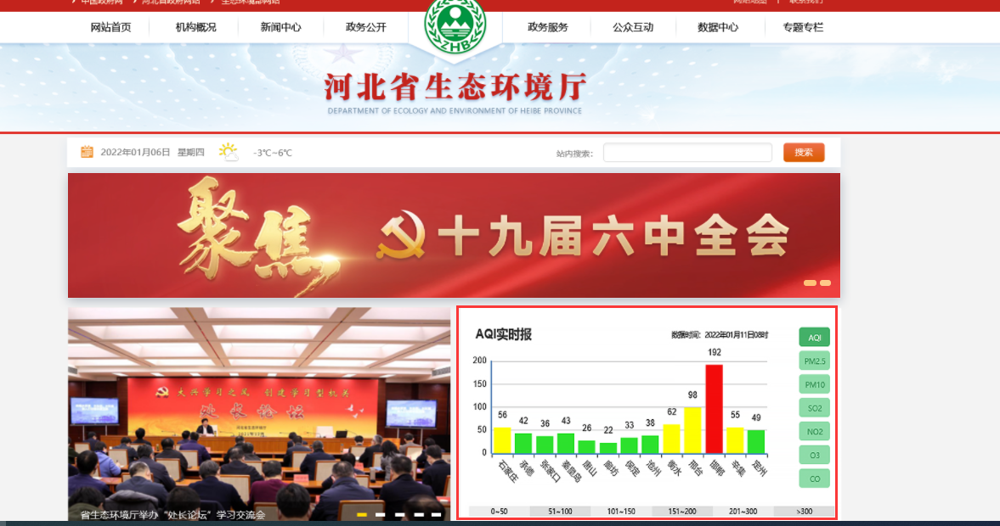 中国政府网 河北省政府网站 生态环境部网站 网站地图 | 联系我们
网站首页 机构概况 新闻中心 政务公开 政务服务 公众互动 数据中心 专题专栏
ZHB
河北省生态环境厅
DEPARTMENT OF ECOLOGY AND ENVIRONMENT OF HEIBE PROVINCE
2022年01月06日 星期四 -3℃~6℃ 站内搜索: 搜索
聚焦 十九届六中全会
大兴学习之风 创建学习型机关
处长论坛
省生态环境厅举办“处长论坛”学习交流会
AQI实时报 数据时间: 2022年01月11日08时
200
150
100
50
0
56 42 36 43 26 22 33 38 62 98 192 55 49
石家庄 承德 张家口 秦皇岛 唐山 廊坊 保定 沧州 衡水 邢台 邯郸 辛集 定州
AQI
PM2.5
PM10
SO2
NO2
O3
CO
0~50 51~100 101~150 151~200 201~300 >300